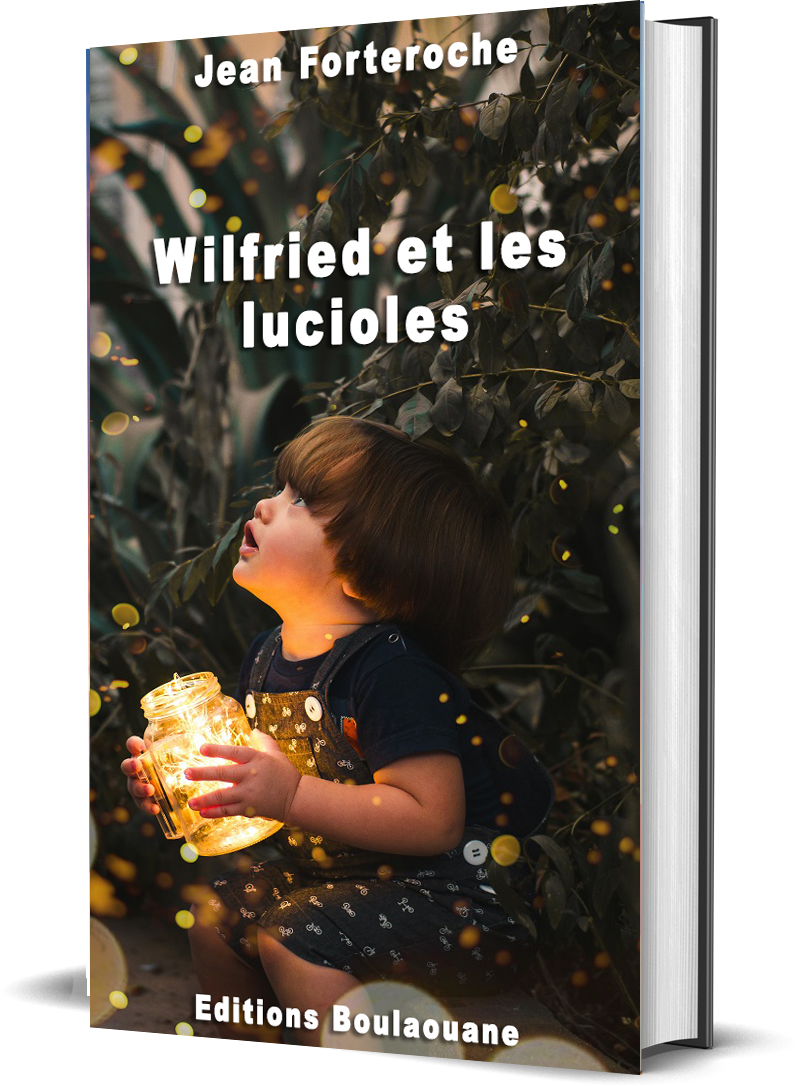 Jean Forteroche
Wilfried et les
lucioles
Editions Boulaouane